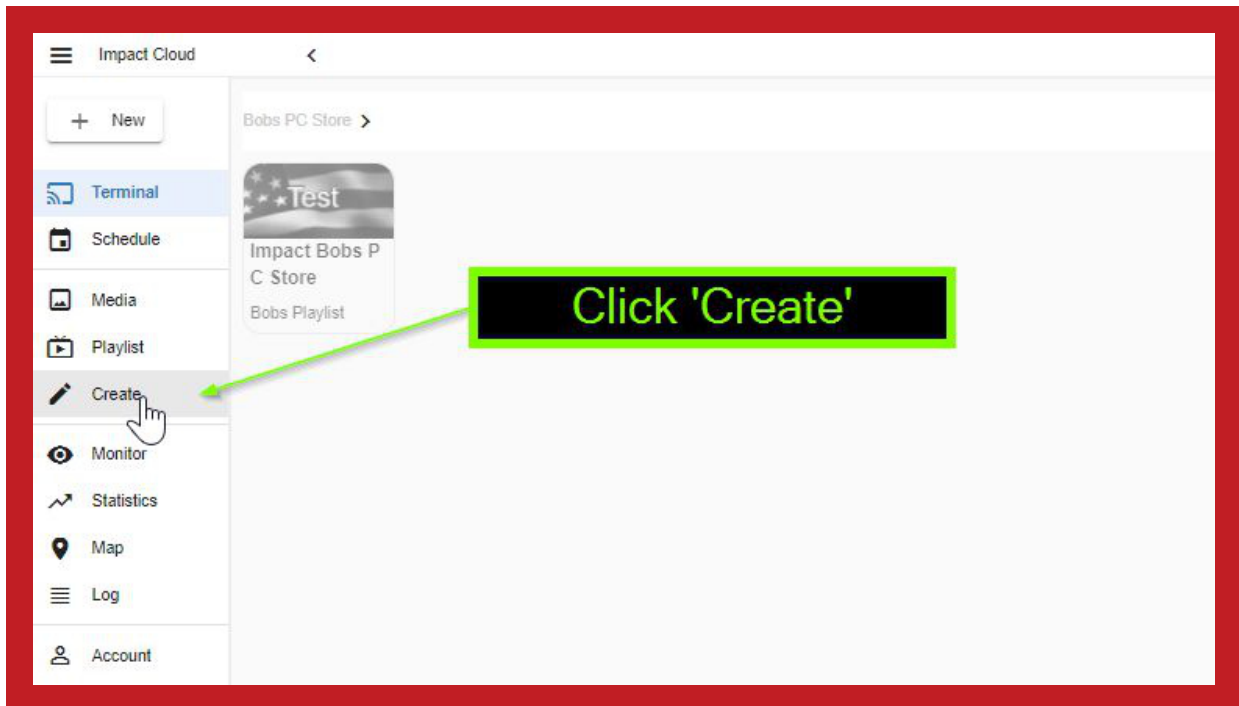 Impact Cloud
New
Bobs PC Store
Terminal
Test
Schedule
Impact Bobs P
C Store
Bobs Playlist
Click 'Create'
Media
Playlist
Create
Monitor
Statistics
Map
Log
Account